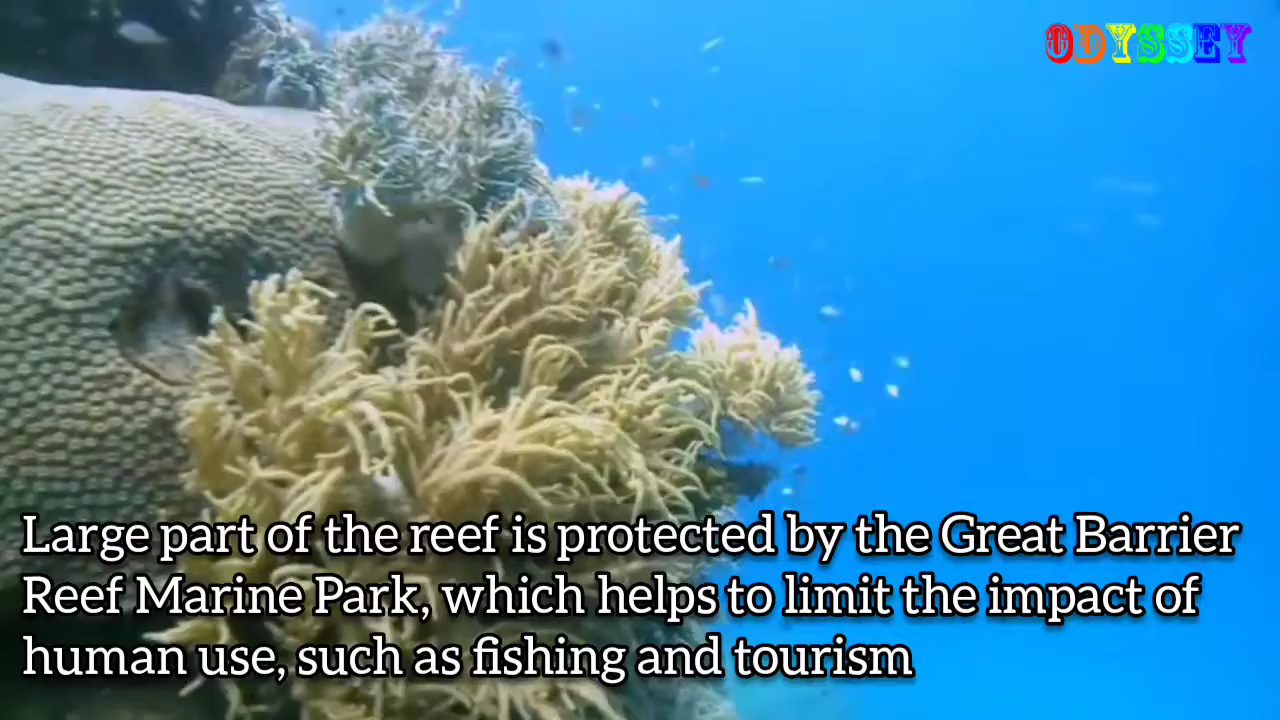 ODYSSEY
Large part of the reef is protected by the Great Barrier
Reef Marine Park, which helps to limit the impact of
human use, such as fishing and tourism